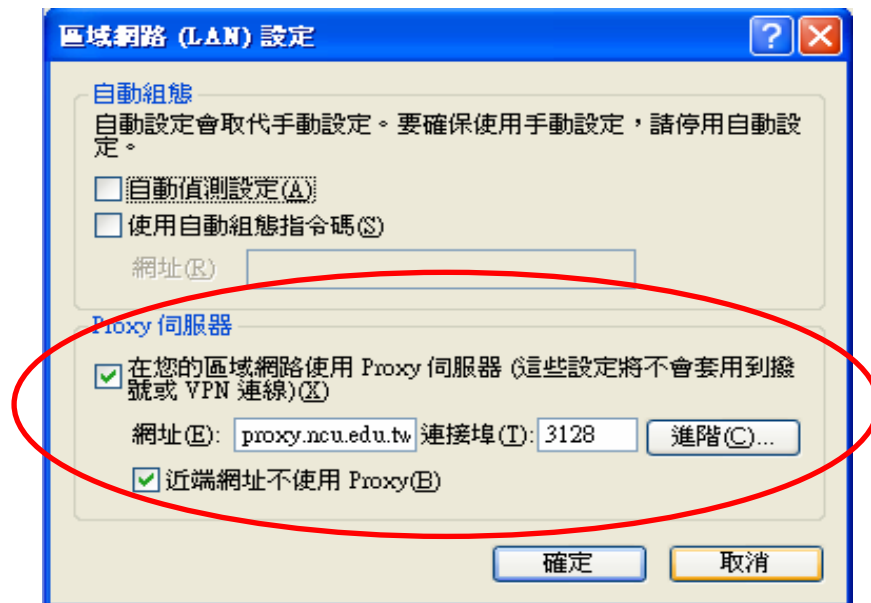 區域網路 (LAN) 設定
自動組態
自動設定會取代手動設定。要確保使用手動設定，請停用自動設
定。
自動偵測設定(A)
使用自動組態指令碼(S)
網址(R)
Proxy 伺服器
在您的區域網路使用 Proxy 伺服器 (這些設定將不會套用到撥
號或 VPN 連線)(X)
網址(E): proxy.ncu.edu.tw 連接埠(T): 3128 進階(C)...
近端網址不使用 Proxy(B)
確定 取消